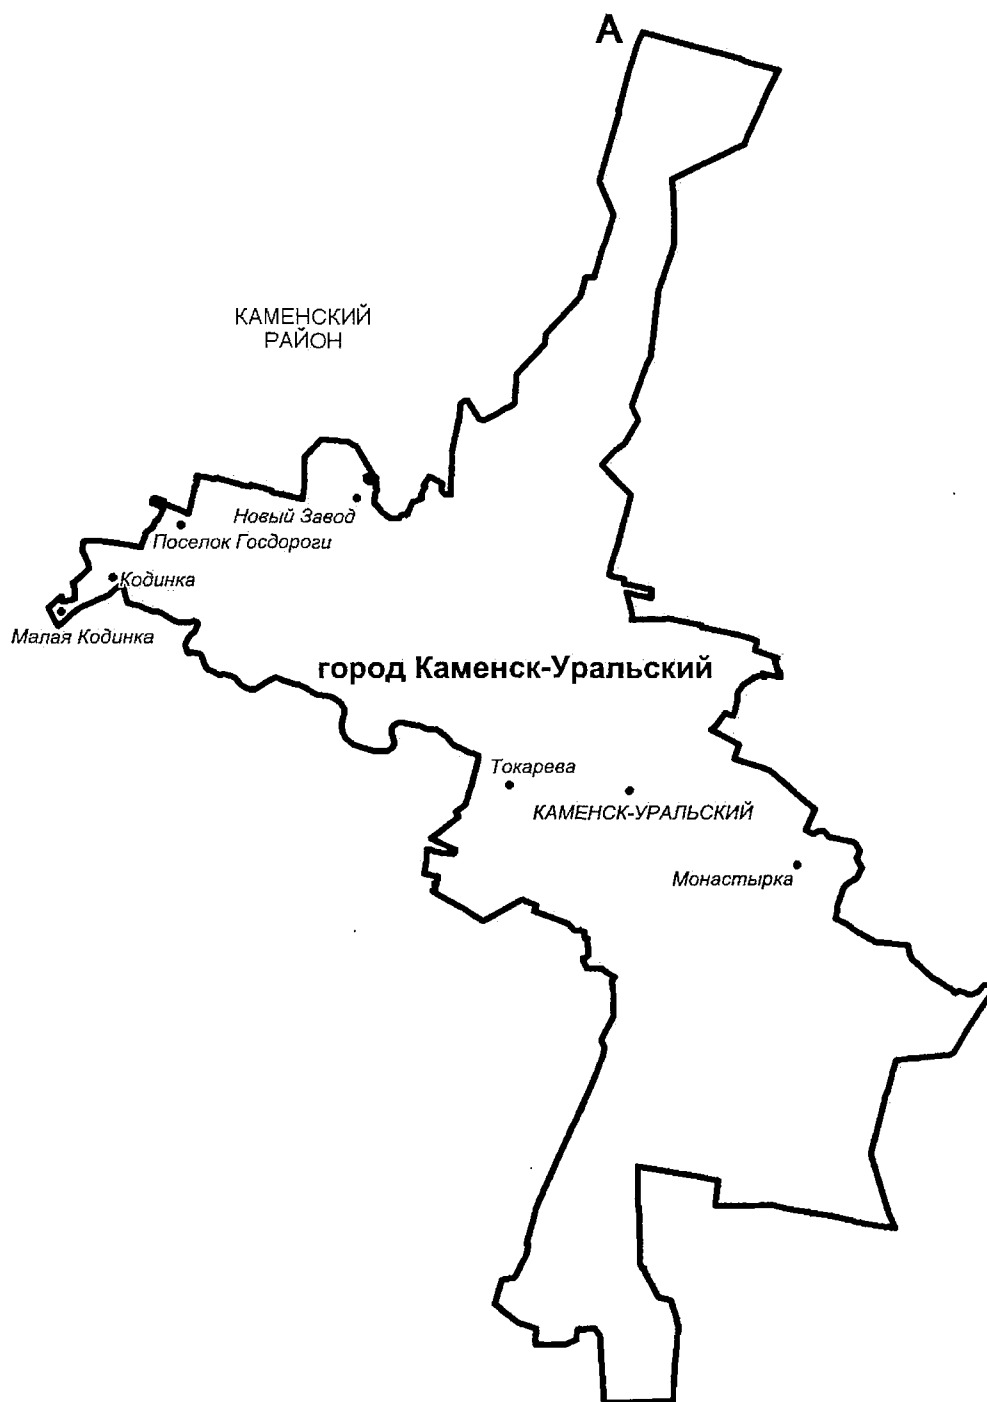 А
КАМЕНСКИЙ
РАЙОН
Новый Завод
Поселок Госдороги
Кодинка
Малая Кодинка
город Каменск-Уральский
Токарева
КАМЕНСК-УРАЛЬСКИЙ
Монастырка